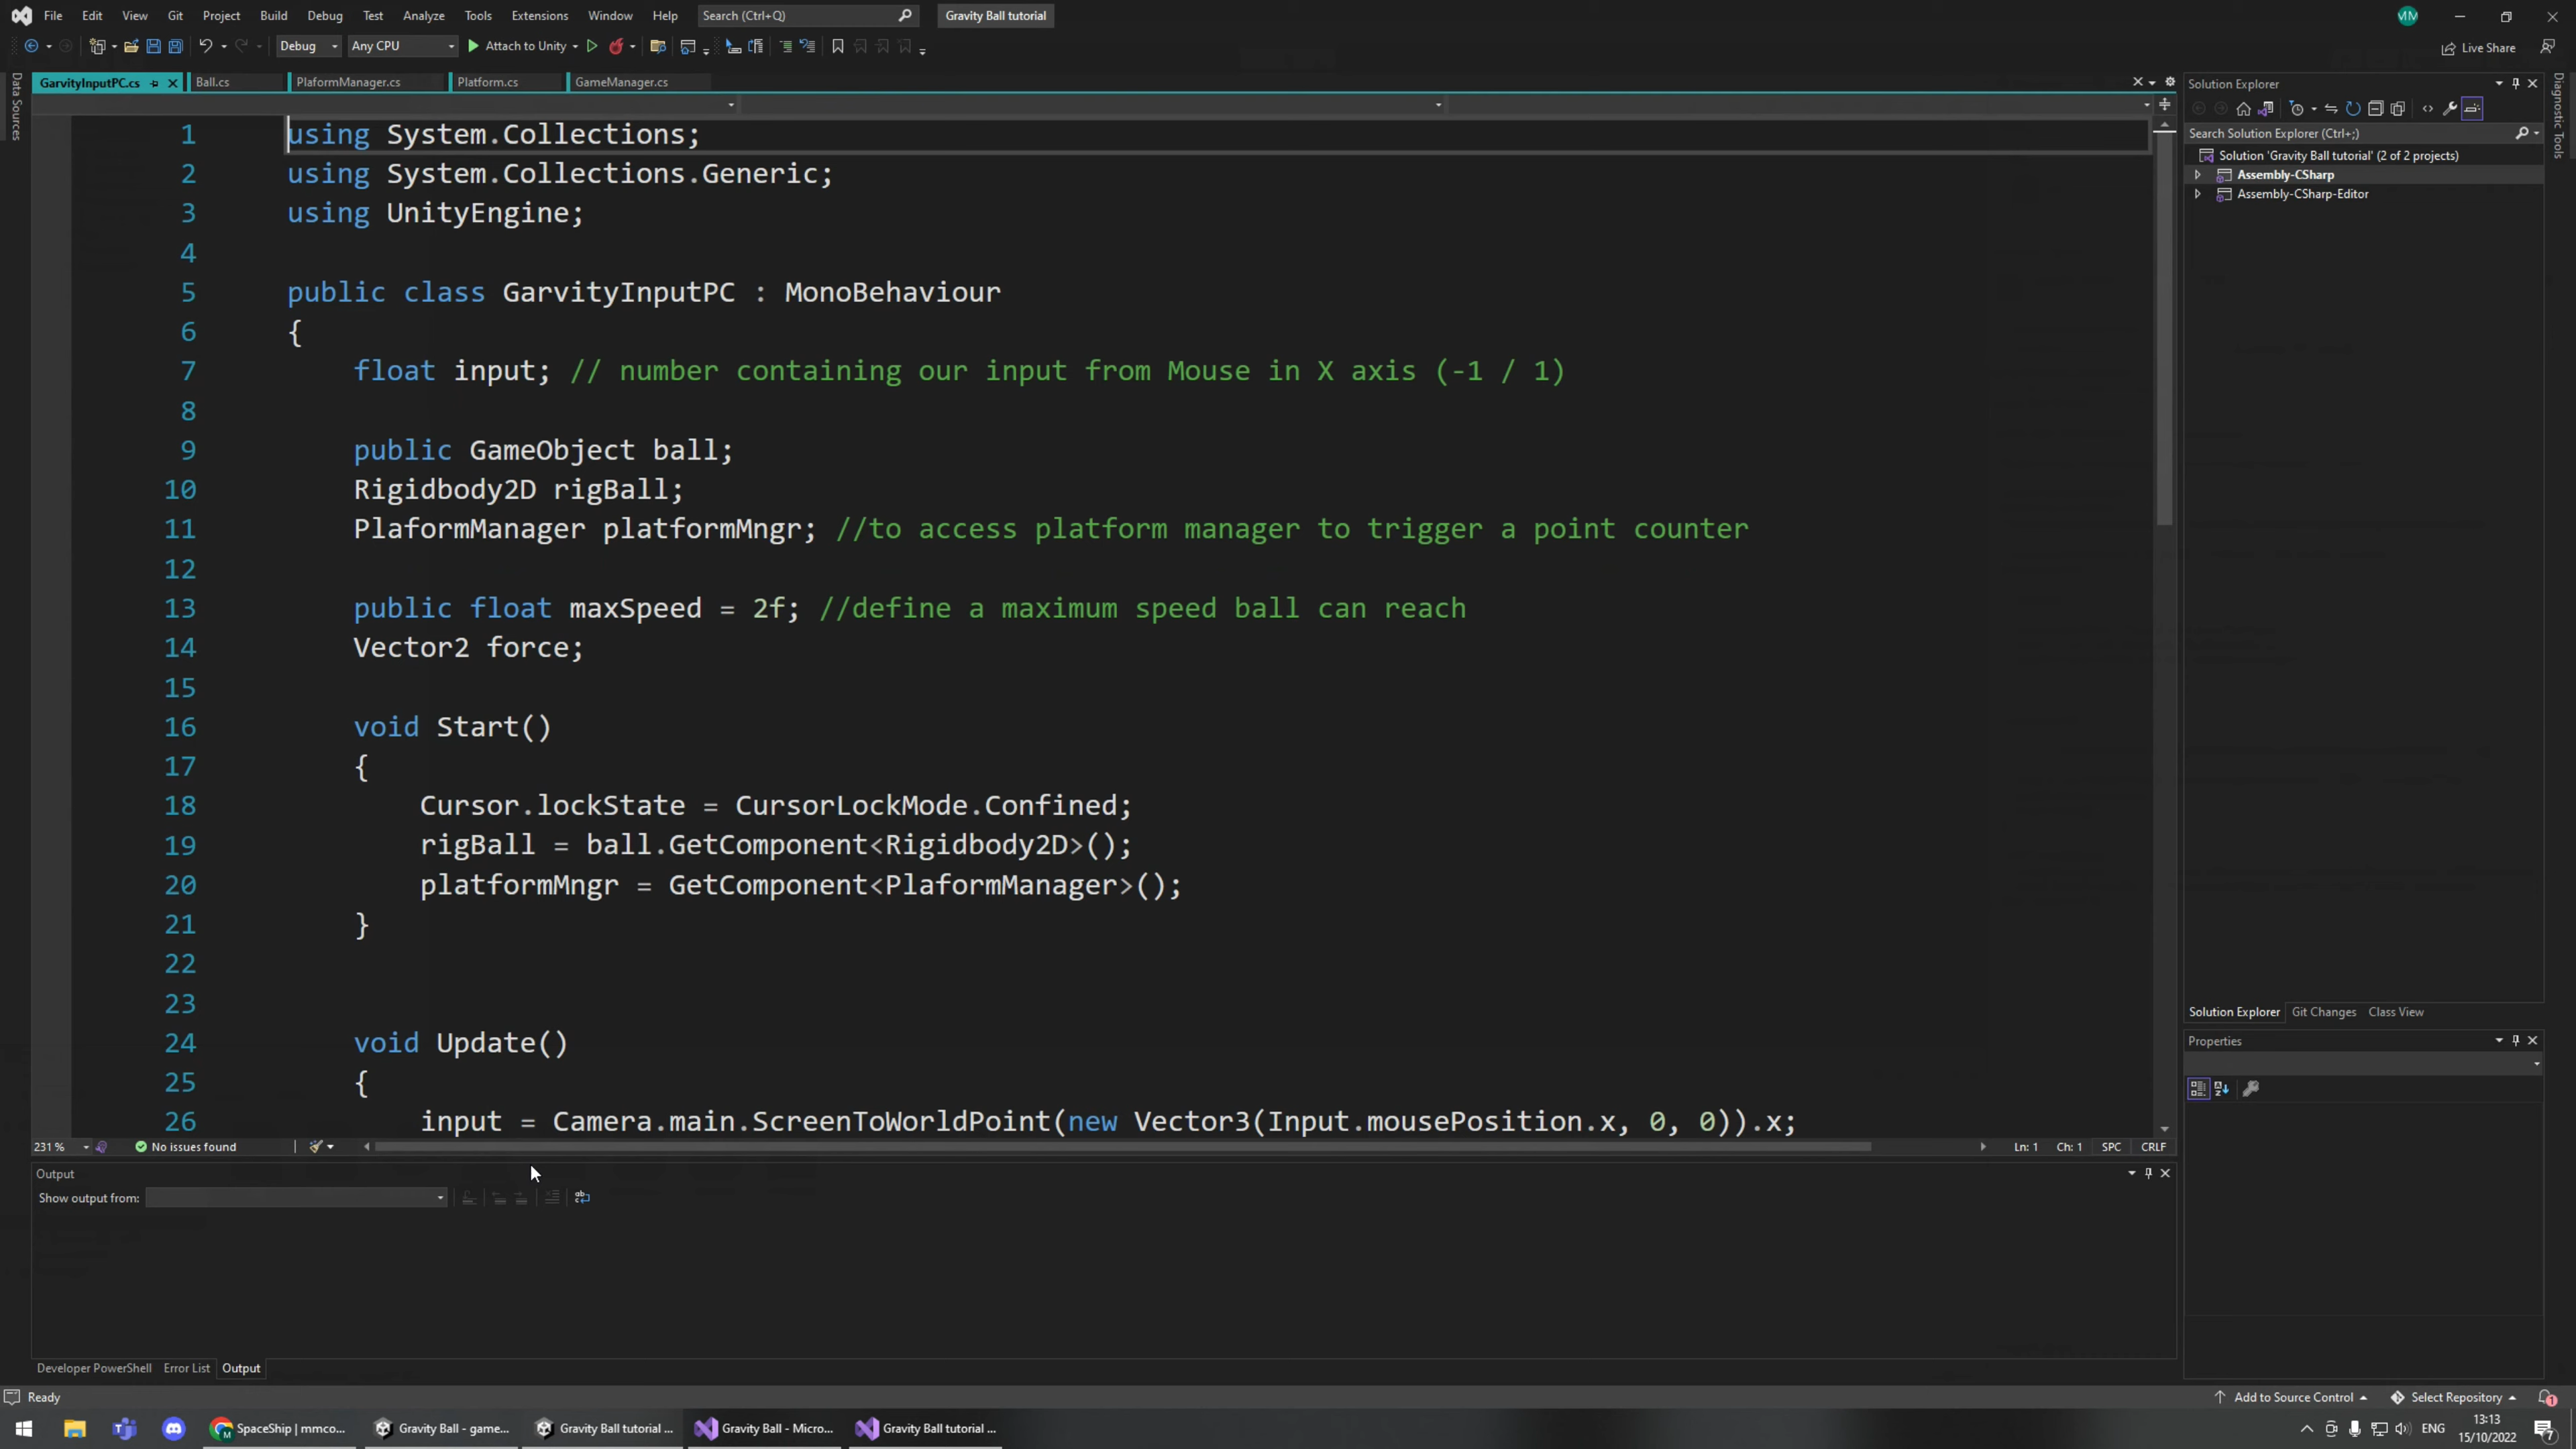 File Edit View Git Project Build Debug Test Analyze Tools Extensions Window Help Search (Ctrl+Q) Gravity Ball tutorial MM
Debug Any CPU Attach to Unity Live Share
GarvityInputPC.cs Ball.cs PlaformManager.cs Platform.cs GameManager.cs
Data Sources
1 using System.Collections;
2 using System.Collections.Generic;
3 using UnityEngine;
4
5 public class GarvityInputPC : MonoBehaviour
6 {
7 float input; // number containing our input from Mouse in X axis (-1 / 1)
8
9 public GameObject ball;
10 Rigidbody2D rigBall;
11 PlaformManager platformMngr; //to access platform manager to trigger a point counter
12
13 public float maxSpeed = 2f; //define a maximum speed ball can reach
14 Vector2 force;
15
16 void Start()
17 {
18 Cursor.lockState = CursorLockMode.Confined;
19 rigBall = ball.GetComponent<Rigidbody2D>();
20 platformMngr = GetComponent<PlaformManager>();
21 }
22
23
24 void Update()
25 {
26 input = Camera.main.ScreenToWorldPoint(new Vector3(Input.mousePosition.x, 0, 0)).x;
231 % No issues found Ln: 1 Ch: 1 SPC CRLF
Output
Show output from:
Developer PowerShell Error List Output
Solution Explorer
Search Solution Explorer (Ctrl+;)
Solution 'Gravity Ball tutorial' (2 of 2 projects)
Assembly-CSharp
Assembly-CSharp-Editor
Solution Explorer Git Changes Class View
Properties
Diagnostic Tools
Ready Add to Source Control Select Repository 1
SpaceShip | mmco... Gravity Ball - game... Gravity Ball tutorial ... Gravity Ball - Micro... Gravity Ball tutorial ... ENG 13:13
15/10/2022 7